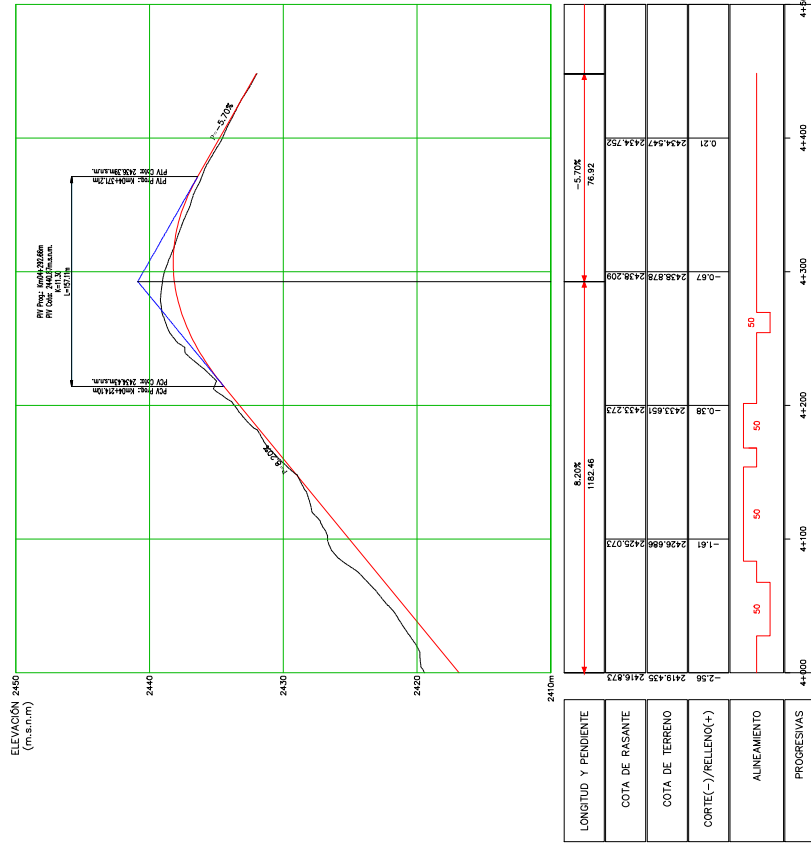 ELEVACIÓN
(m.s.n.m)
2450
2440
2430
2420
2410m
PIV Prog.: Km04+292.66m
PIV Cota: 2440.87m.s.n.m.
K=11.30
L=157.11m
PCV Prog.: Km04+214.10m
PCV Cota: 2434.43m.s.n.m.
PTV Prog.: Km04+371.21m
PTV Cota: 2436.39m.s.n.m.
P=8.20%
P=-5.70%
LONGITUD Y PENDIENTE
8.20%
1182.46
-5.70%
76.92
COTA DE RASANTE
2416.873
2425.073
2433.273
2438.209
2434.752
COTA DE TERRENO
2419.435
2426.686
2433.651
2438.878
2434.547
CORTE(-)/RELLENO(+)
-2.56
-1.61
-0.38
-0.67
0.21
ALINEAMIENTO
50
50
50
50
PROGRESIVAS
4+000
4+100
4+200
4+300
4+400